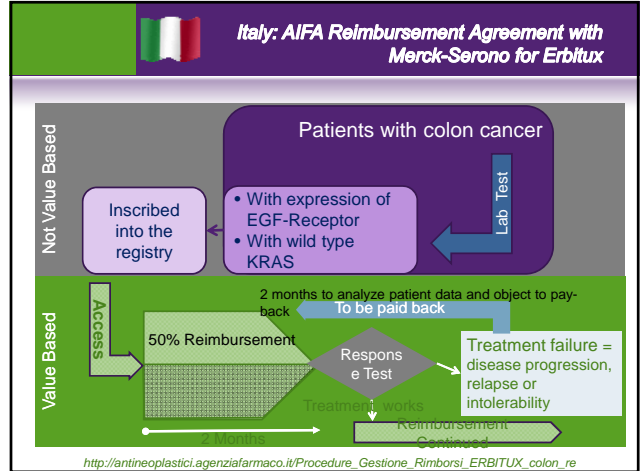 Italy: AIFA Reimbursement Agreement with
Merck-Serono for Erbitux
Not Value Based
Patients with colon cancer
Lab Test
• With expression of
EGF-Receptor
• With wild type
KRAS
Inscribed
into the
registry
Value Based
Access
2 months to analyze patient data and object to pay-
back
To be paid back
50% Reimbursement
Respons
e Test
Treatment failure =
disease progression,
relapse or
intolerability
Treatment works
Reimbursement
Continued
2 Months
http://antineoplastici.agenziafarmaco.it/Procedure_Gestione_Rimborsi_ERBITUX_colon_re